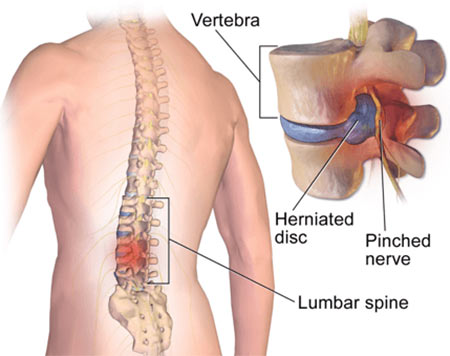 Vertebra
Herniated
disc
Pinched
nerve
Lumbar spine